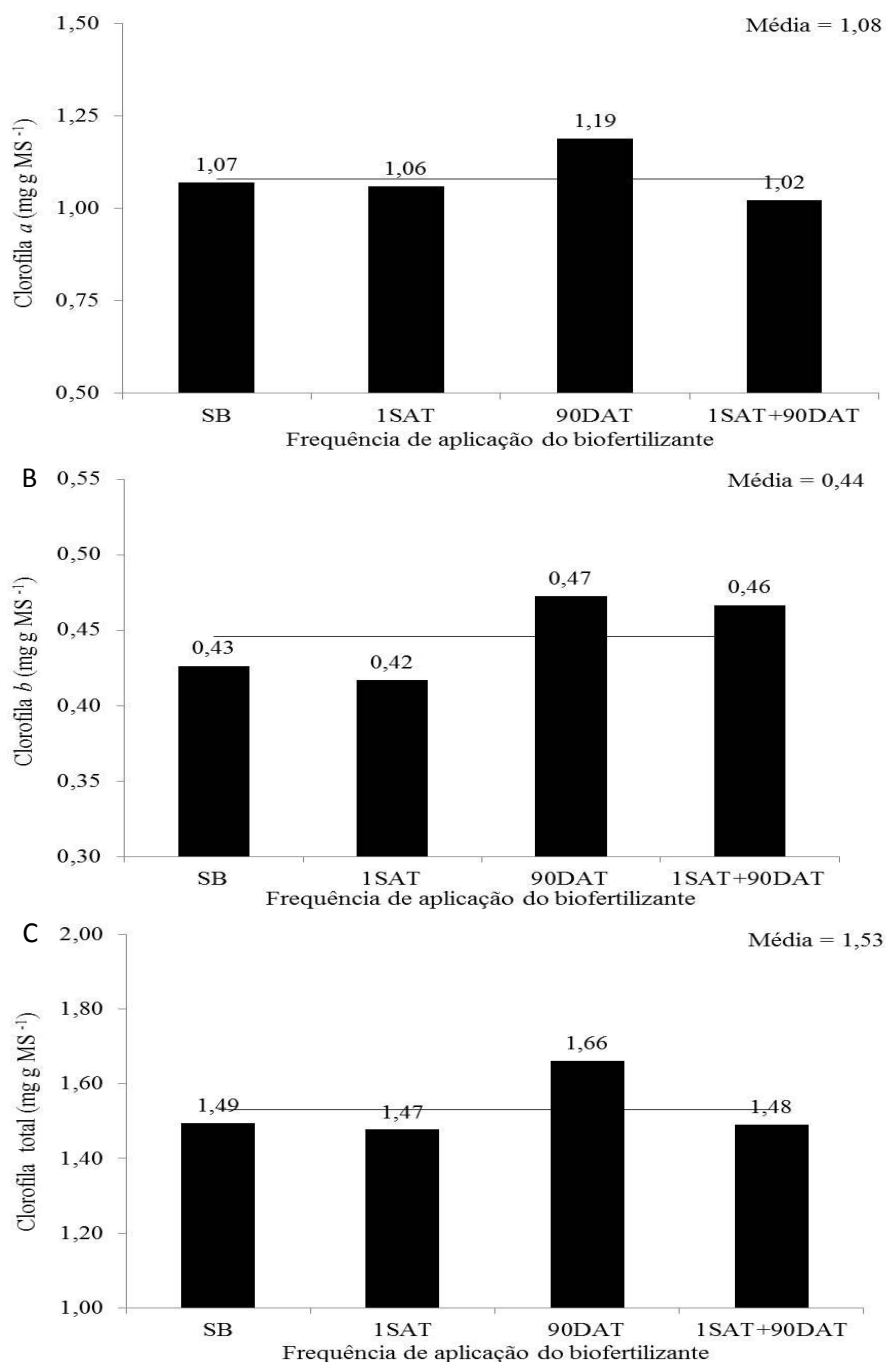 Média = 1,08
Clorofila a (mg g MS -1)
1,50
1,25
1,00
0,75
0,50
1,07
1,06
1,19
1,02
SB
1SAT
90DAT
1SAT+90DAT
Frequência de aplicação do biofertilizante
B
Média = 0,44
Clorofila b (mg g MS -1)
0,55
0,50
0,45
0,40
0,35
0,30
0,43
0,42
0,47
0,46
SB
1SAT
90DAT
1SAT+90DAT
Frequência de aplicação do biofertilizante
C
Média = 1,53
Clorofila total (mg g MS -1)
2,00
1,80
1,60
1,40
1,20
1,00
1,49
1,47
1,66
1,48
SB
1SAT
90DAT
1SAT+90DAT
Frequência de aplicação do biofertilizante